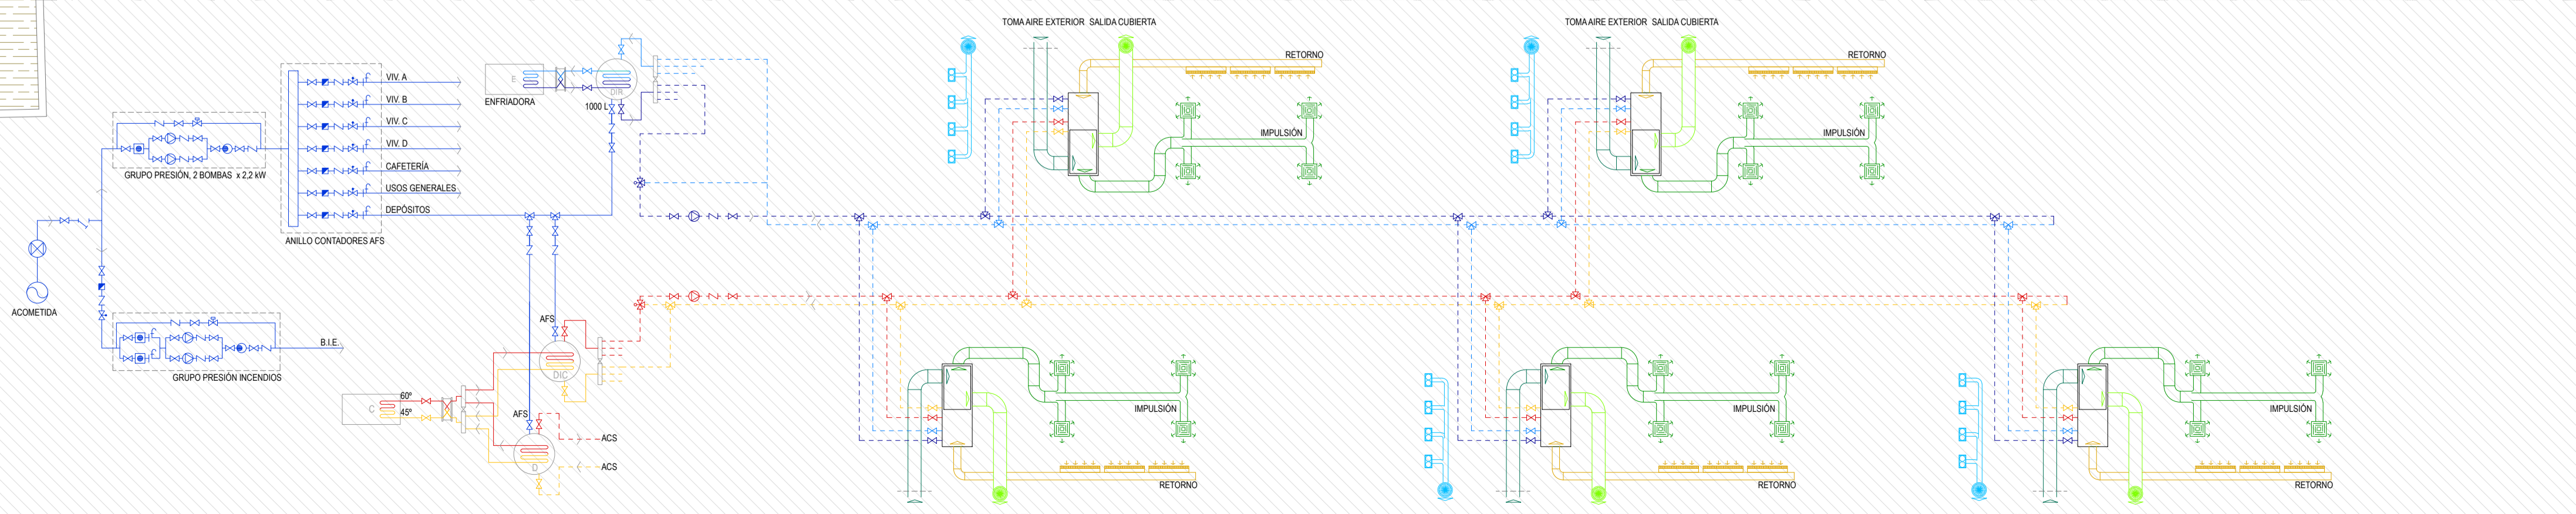 TOMA AIRE EXTERIOR SALIDA CUBIERTA
TOMA AIRE EXTERIOR SALIDA CUBIERTA
RETORNO
RETORNO
VIV. A
E
DIR
ENFRIADORA
1000 L
VIV. B
VIV. C
IMPULSIÓN
IMPULSIÓN
VIV. D
CAFETERÍA
GRUPO PRESIÓN, 2 BOMBAS x 2,2 kW
USOS GENERALES
DEPÓSITOS
ANILLO CONTADORES AFS
ACOMETIDA
AFS
B.I.E.
GRUPO PRESIÓN INCENDIOS
DIC
60º
C
45º
AFS
IMPULSIÓN
IMPULSIÓN
IMPULSIÓN
ACS
D
ACS
RETORNO
RETORNO
RETORNO